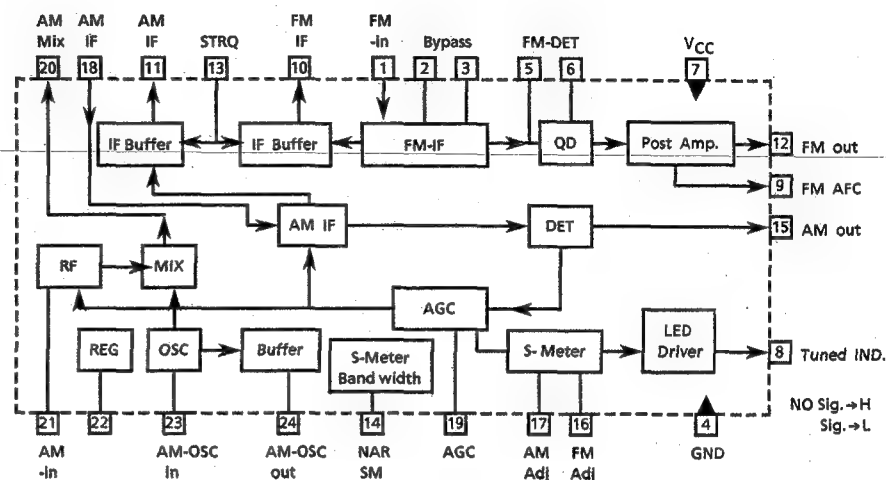 AM AM AM FM FM
Mix IF IF STRQ IF -in Bypass FM-DET VCC
20 18 11 13 10 1 2 3 5 6 7
IF Buffer IF Buffer FM-IF QD Post Amp. 12 FM out
9 FM AFC
AM IF DET 15 AM out
RF MIX
AGC
REG OSC Buffer S-Meter Band width S- Meter LED Driver 8 Tuned IND.
NO Sig.→H
Sig.→L
21 22 23 24 14 19 17 16 4
AM AM-OSC AM-OSC NAR AGC AM FM GND
-in in out SM Adj Adj